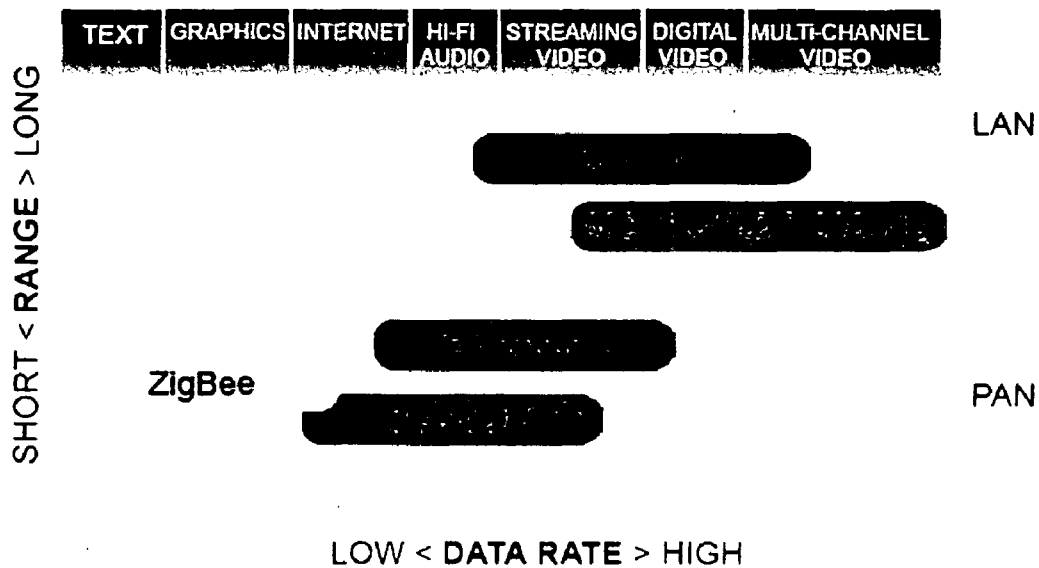 TEXT
GRAPHICS
INTERNET
HI-FI
AUDIO
STREAMING
VIDEO
DIGITAL
VIDEO
MULTI-CHANNEL
VIDEO
SHORT < RANGE > LONG
LAN
ZigBee
PAN
LOW < DATA RATE > HIGH